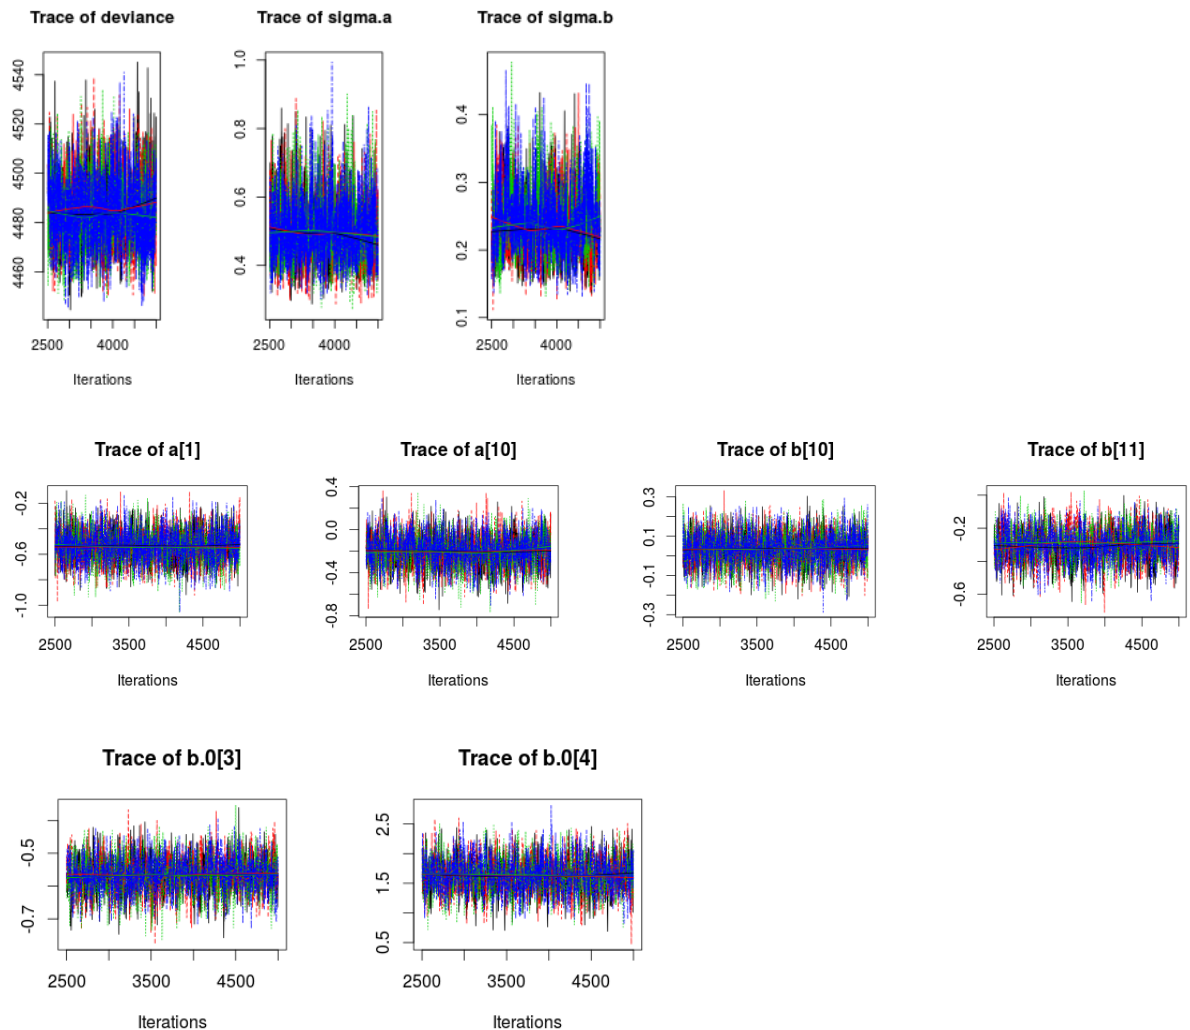 Trace of deviance
4460 4480 4500 4520 4540
2500 4000
Iterations
Trace of sigma.a
0.4 0.6 0.8 1.0
2500 4000
Iterations
Trace of sigma.b
0.1 0.2 0.3 0.4
2500 4000
Iterations
Trace of a[1]
-1.0 -0.6 -0.2
2500 3500 4500
Iterations
Trace of a[10]
-0.8 -0.4 0.0 0.4
2500 3500 4500
Iterations
Trace of b[10]
-0.3 -0.1 0.1 0.3
2500 3500 4500
Iterations
Trace of b[11]
-0.6 -0.2
2500 3500 4500
Iterations
Trace of b.0[3]
-0.7 -0.5
2500 3500 4500
Iterations
Trace of b.0[4]
0.5 1.5 2.5
2500 3500 4500
Iterations